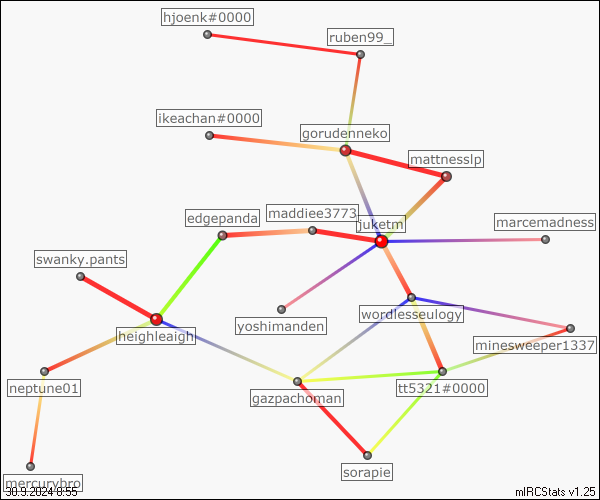 hjoenk#0000
ruben99_
ikeachan#0000
gorudenneko
mattnesslp
edgepanda
maddiee3773
juketm
marcemadness
swanky.pants
heighleaigh
yoshimanden
wordlesseulogy
minesweeper1337
neptune01
gazpachoman
tt5321#0000
sorapie
mercurybro
30.9.2024 8:55
mIRCStats v1.25